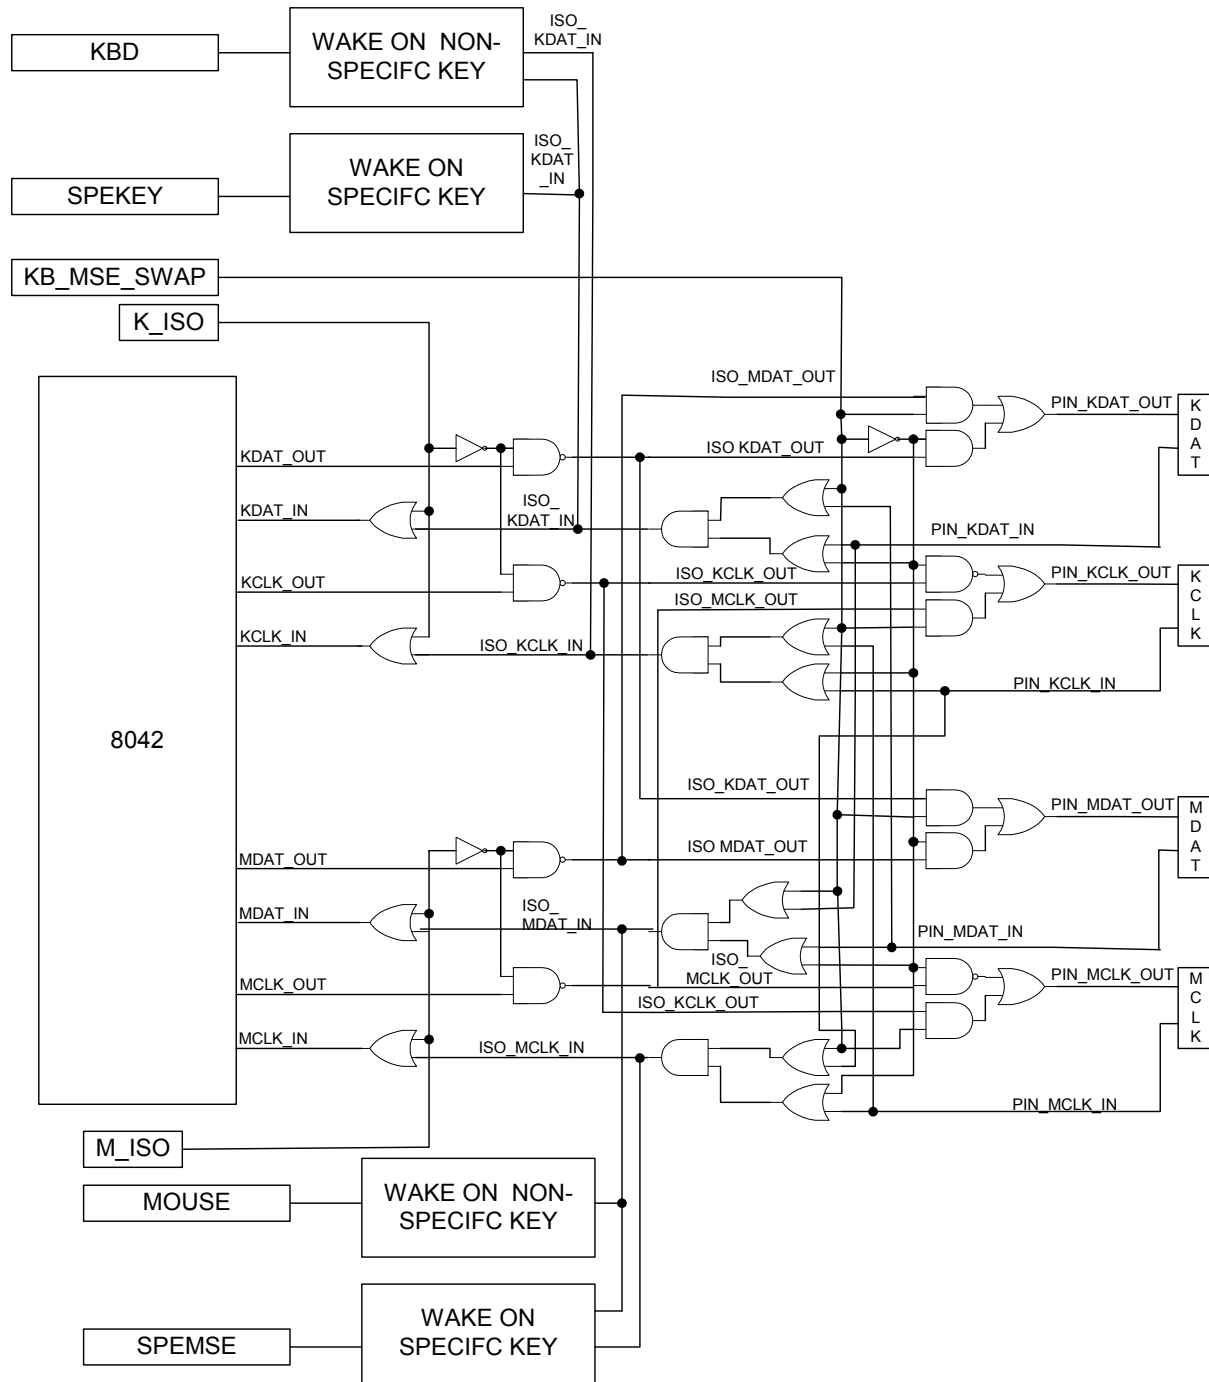 KBD
WAKE ON NON-
SPECIFC KEY
ISO_
KDAT_IN
SPEKEY
WAKE ON
SPECIFC KEY
ISO_
KDAT
_IN
KB_MSE_SWAP
K_ISO
8042
KDAT_OUT
KDAT_IN
KCLK_OUT
KCLK_IN
MDAT_OUT
MDAT_IN
MCLK_OUT
MCLK_IN
ISO_MDAT_OUT
ISO KDAT_OUT
PIN_KDAT_OUT
K
D
A
T
ISO_
KDAT_IN
PIN_KDAT_IN
ISO_KCLK_OUT
ISO_MCLK_OUT
PIN_KCLK_OUT
K
C
L
K
ISO_KCLK_IN
PIN_KCLK_IN
ISO_KDAT_OUT
PIN_MDAT_OUT
M
D
A
T
ISO MDAT_OUT
ISO_
MDAT_IN
PIN_MDAT_IN
ISO_
MCLK_OUT
ISO_KCLK_OUT
PIN_MCLK_OUT
M
C
L
K
ISO_MCLK_IN
PIN_MCLK_IN
M_ISO
MOUSE
WAKE ON NON-
SPECIFC KEY
SPEMSE
WAKE ON
SPECIFC KEY